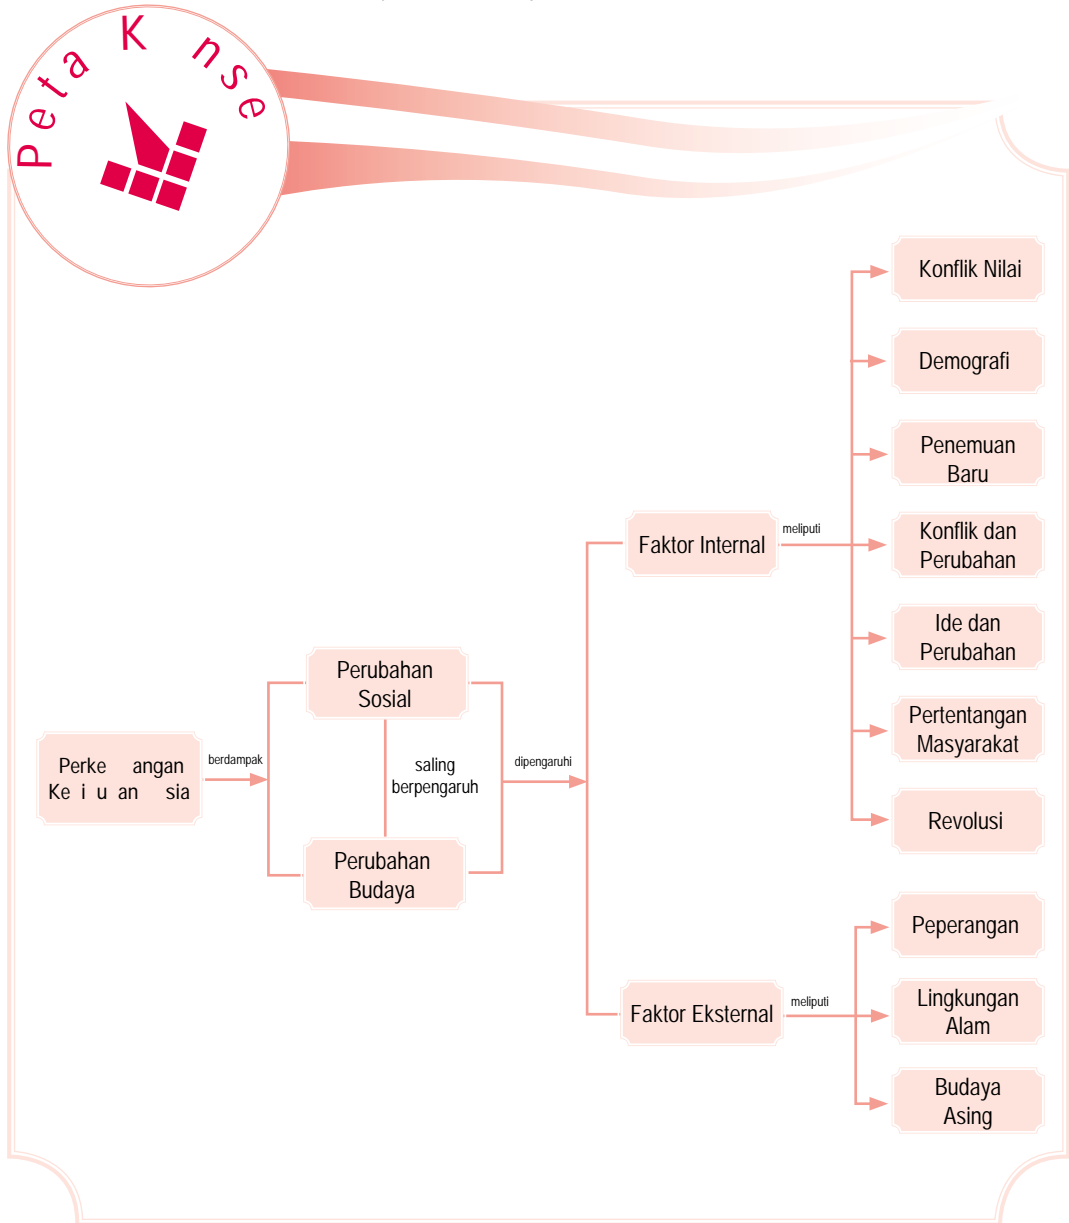 Peta K nse
Konflik Nilai
Demografi
Penemuan
Baru
Konflik dan
Perubahan
Faktor Internal
meliputi
Ide dan
Perubahan
Pertentangan
Masyarakat
Revolusi
Perubahan
Sosial
Perke angan
Ke i u an sia
berdampak
saling
berpengaruh
dipengaruhi
Perubahan
Budaya
Peperangan
Faktor Eksternal
meliputi
Lingkungan
Alam
Budaya
Asing